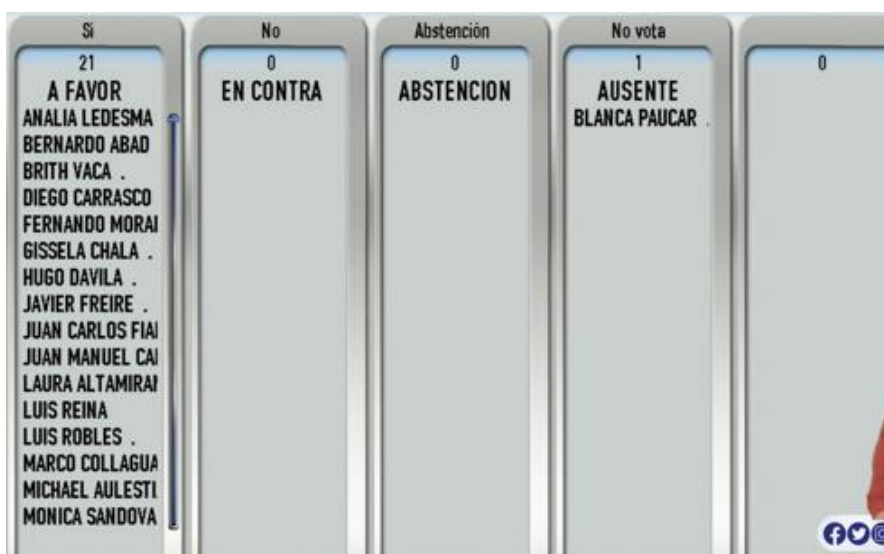 Si
21
A FAVOR
ANALIA LEDESMA
BERNARDO ABAD
BRITH VACA .
DIEGO CARRASCO
FERNANDO MORAI
GISSELA CHALA .
HUGO DAVILA .
JAVIER FREIRE .
JUAN CARLOS FIAI
JUAN MANUEL CAI
LAURA ALTAMIRAN
LUIS REINA
LUIS ROBLES .
MARCO COLLAGUA
MICHAEL AULESTI
MONICA SANDOVA
No
0
EN CONTRA
Abstención
0
ABSTENCION
No vota
1
AUSENTE
BLANCA PAUCAR .
0